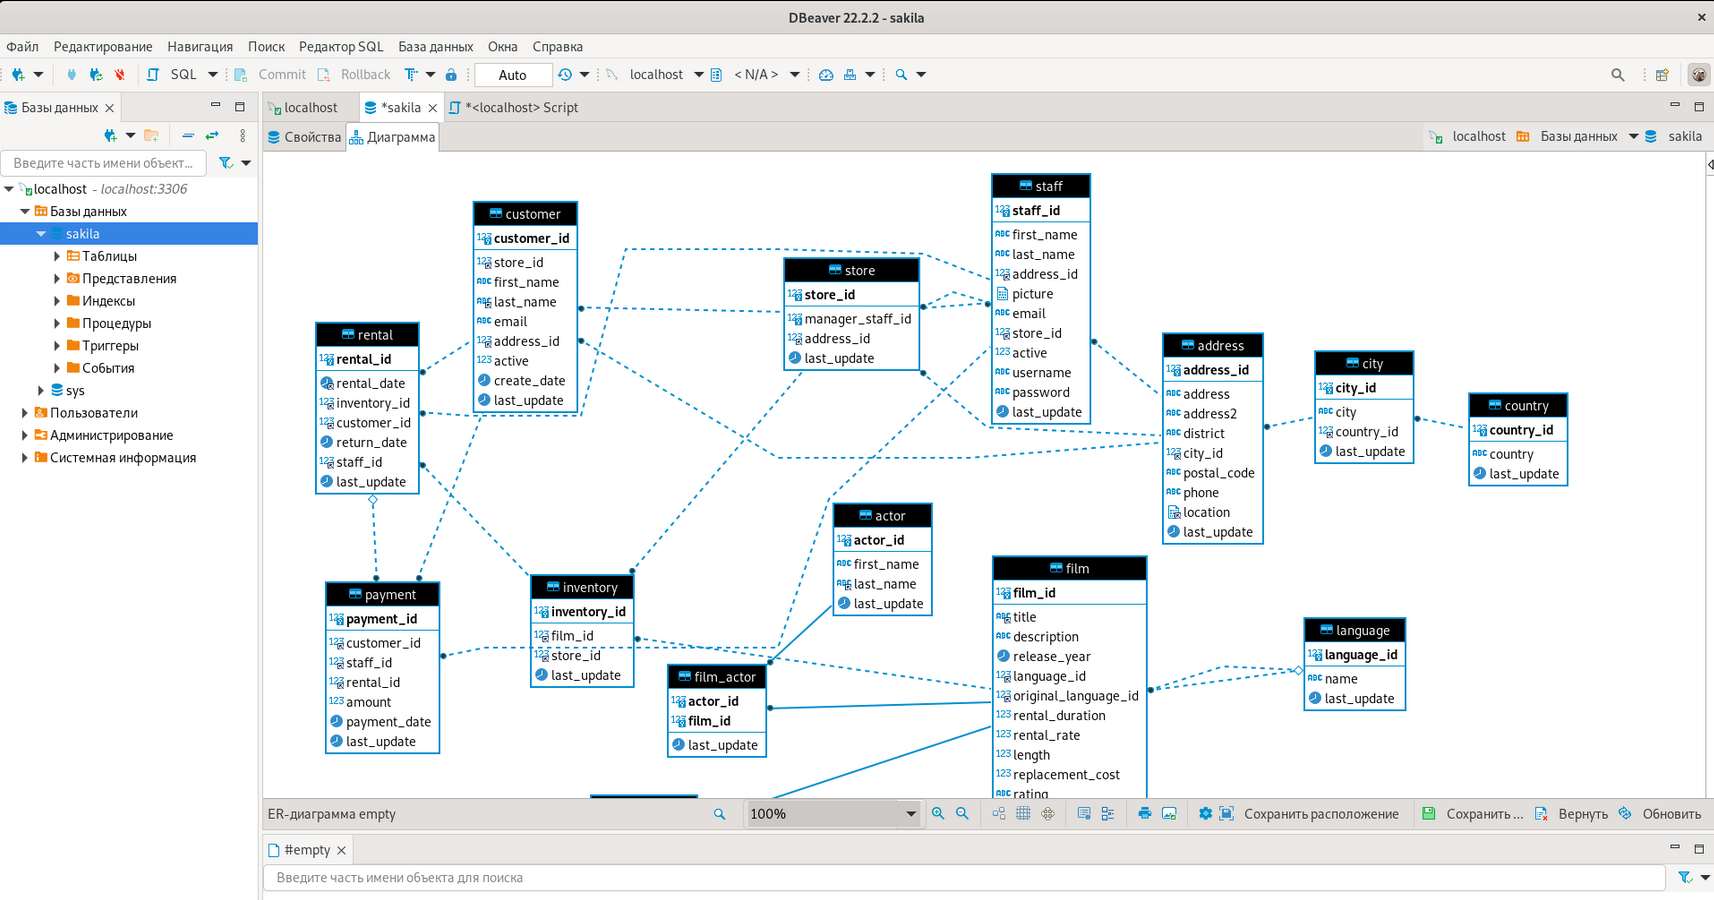 DBeaver 22.2.2 - sakila
Файл Редактирование Навигация Поиск Редактор SQL База данных Окна Справка
SQL Commit Rollback Auto localhost < N/A >
Базы данных
localhost *sakila *<localhost> Script
Свойства Диаграмма localhost Базы данных sakila
Введите часть имени объект...
localhost - localhost:3306
Базы данных
sakila
Таблицы
Представления
Индексы
Процедуры
Триггеры
События
sys
Пользователи
Администрирование
Системная информация
customer
customer_id
store_id
first_name
last_name
email
address_id
active
create_date
last_update
store
store_id
manager_staff_id
address_id
last_update
staff
staff_id
first_name
last_name
address_id
picture
email
store_id
active
username
password
last_update
rental
rental_id
rental_date
inventory_id
customer_id
return_date
staff_id
last_update
address
address_id
address
address2
district
city_id
postal_code
phone
location
last_update
city
city_id
city
country_id
last_update
country
country_id
country
last_update
actor
actor_id
first_name
last_name
last_update
payment
payment_id
customer_id
staff_id
rental_id
amount
payment_date
last_update
inventory
inventory_id
film_id
store_id
last_update
film_actor
actor_id
film_id
last_update
film
film_id
title
description
release_year
language_id
original_language_id
rental_duration
rental_rate
length
replacement_cost
rating
language
language_id
name
last_update
ER-диаграмма empty 100% Сохранить расположение Сохранить ... Вернуть Обновить
#empty
Введите часть имени объекта для поиска